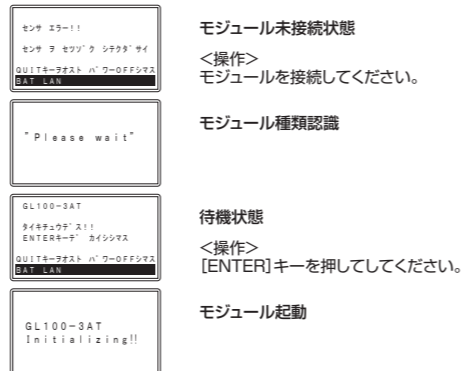 センサ エラー!!
センサ ヲ セツゾク シテクダサイ
QUITキーヲオスト パワーOFFシマス
BAT LAN
モジュール未接続状態
<操作>
モジュールを接続してください。
"Please wait"
モジュール種類認識
GL100-3AT
タイキチュウデス!!
ENTERキーデ カイシシマス
QUITキーヲオスト パワーOFFシマス
BAT LAN
待機状態
<操作>
[ENTER]キーを押してしてください。
GL100-3AT
Initializing!!
モジュール起動